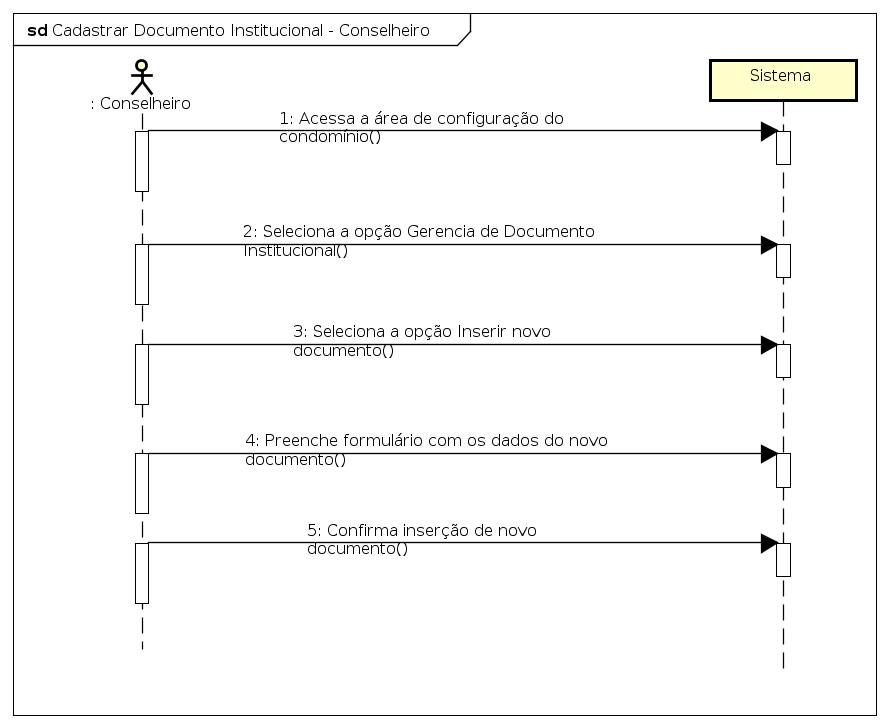 sd Cadastrar Documento Institucional - Conselheiro
: Conselheiro
Sistema
1: Acessa a área de configuração do
condomínio()
2: Seleciona a opção Gerencia de Documento
Institucional()
3: Seleciona a opção Inserir novo
documento()
4: Preenche formulário com os dados do novo
documento()
5: Confirma inserção de novo
documento()